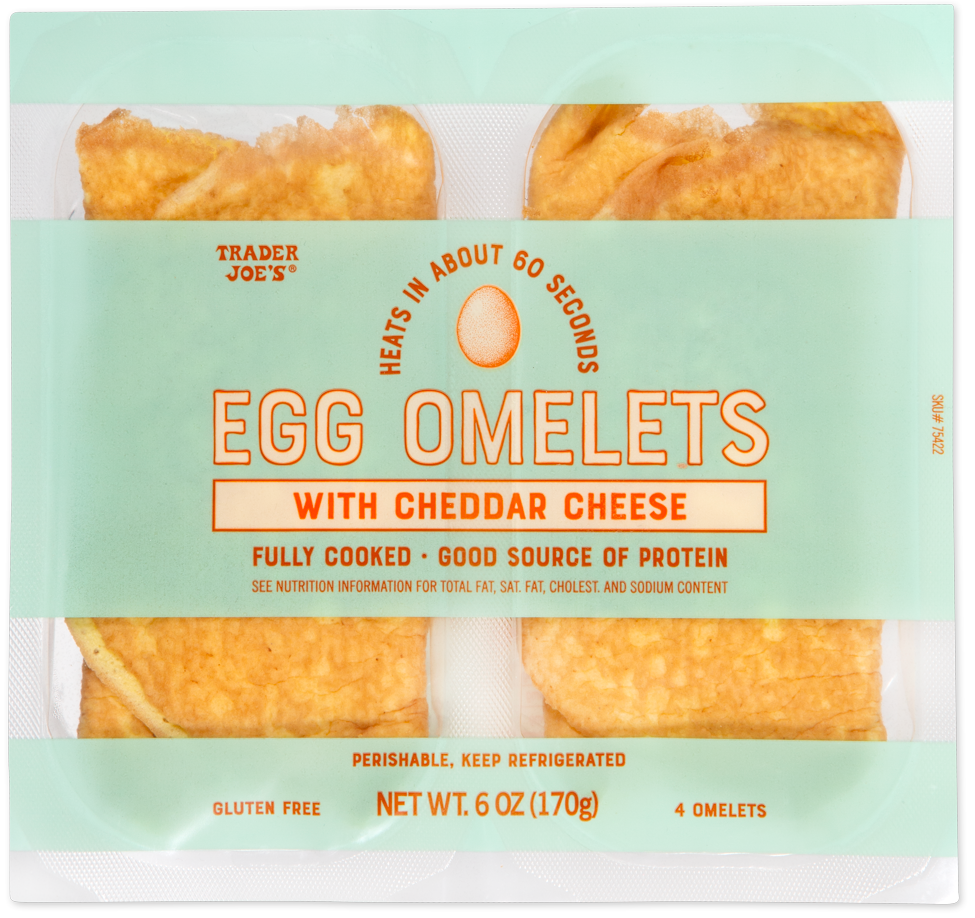 TRADER
JOE'S®
HEATS IN ABOUT 60 SECONDS
EGG OMELETS
WITH CHEDDAR CHEESE
FULLY COOKED · GOOD SOURCE OF PROTEIN
SEE NUTRITION INFORMATION FOR TOTAL FAT, SAT. FAT, CHOLEST. AND SODIUM CONTENT
SKU# 75422
PERISHABLE, KEEP REFRIGERATED
GLUTEN FREE
NET WT. 6 OZ (170g)
4 OMELETS